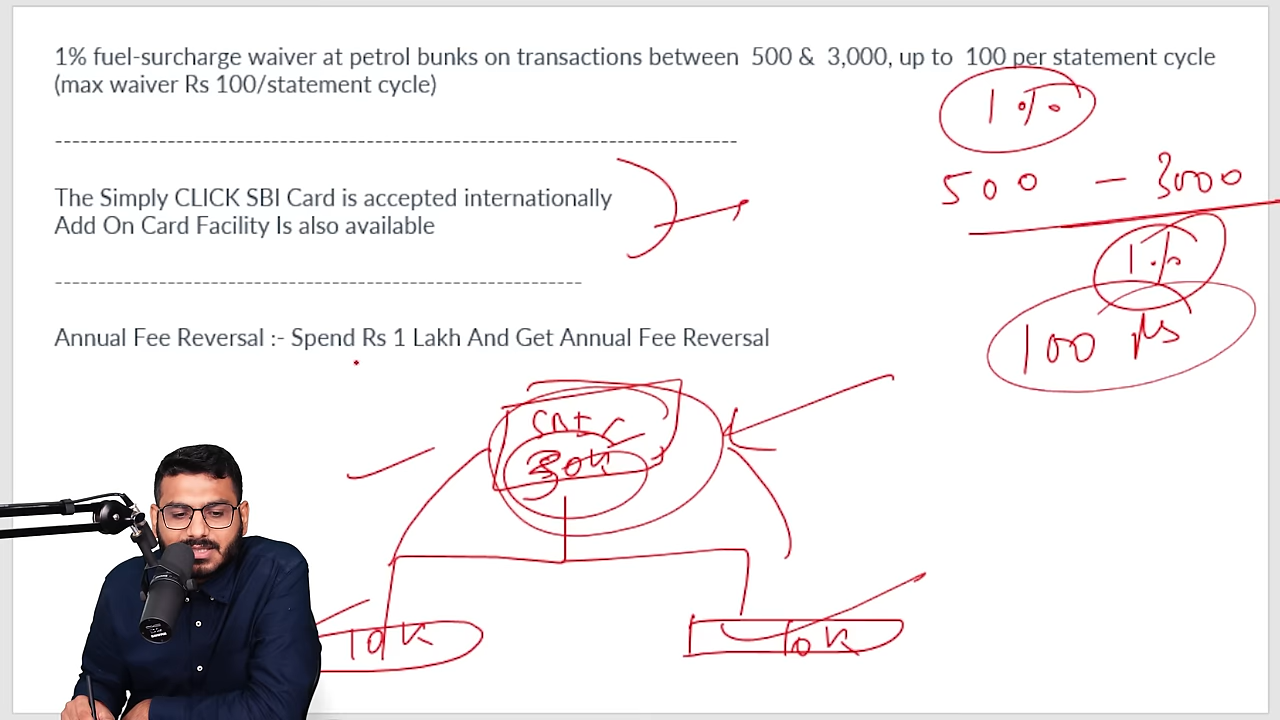 1% fuel-surcharge waiver at petrol bunks on transactions between 500 & 3,000, up to 100 per statement cycle
(max waiver Rs 100/statement cycle)
1%
500 - 3000
1%
100 Rs
--------------------------------------------------------------------------------
The Simply CLICK SBI Card is accepted internationally
Add On Card Facility Is also available
--------------------------------------------------------------
Annual Fee Reversal :- Spend Rs 1 Lakh And Get Annual Fee Reversal
10K
10K